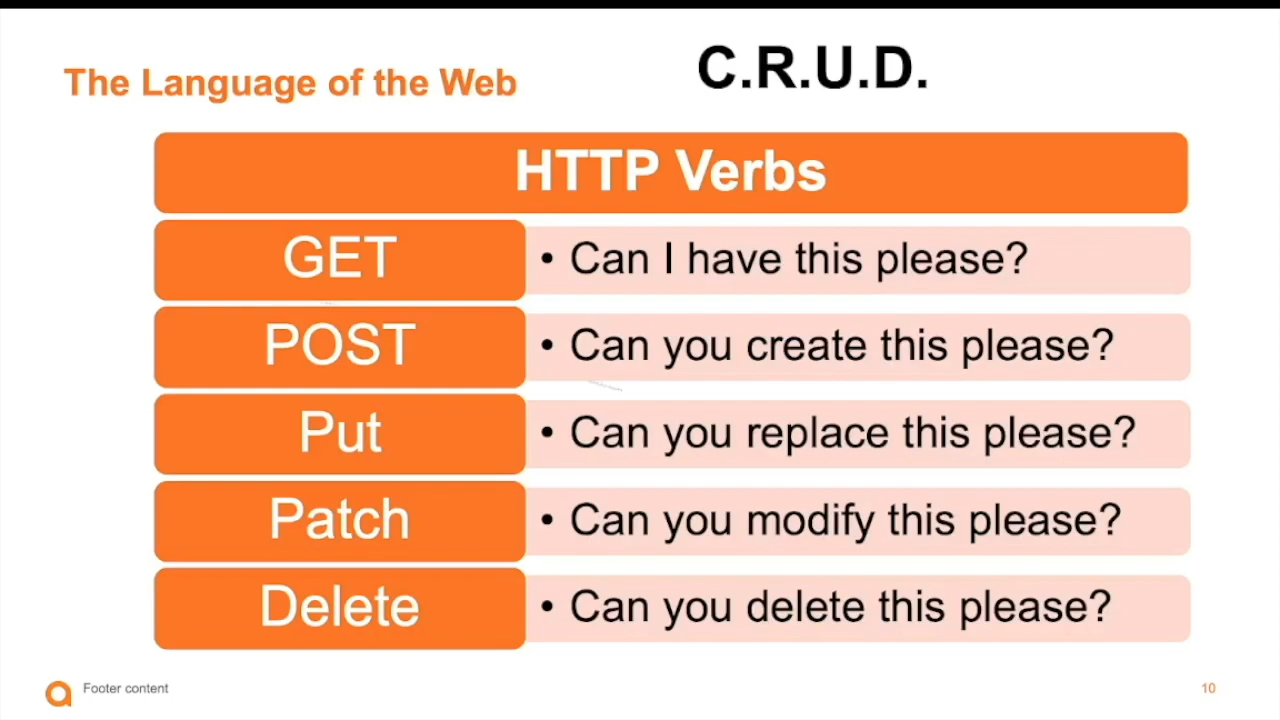 The Language of the Web
C.R.U.D.
HTTP Verbs
GET
• Can I have this please?
POST
• Can you create this please?
Put
• Can you replace this please?
Patch
• Can you modify this please?
Delete
• Can you delete this please?
Footer content
10